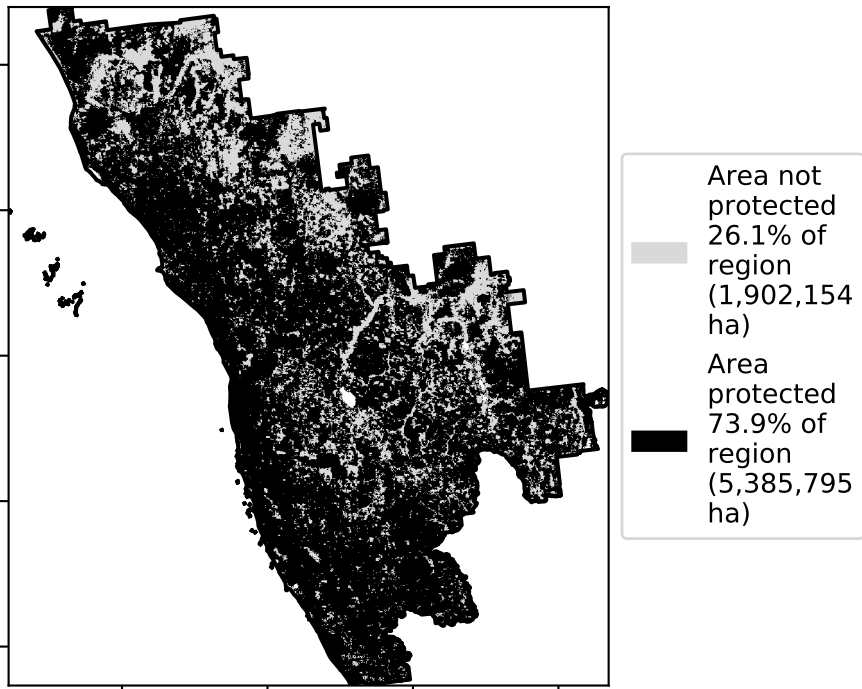 Area not
protected
26.1% of
region
(1,902,154
ha)
Area
protected
73.9% of
region
(5,385,795
ha)